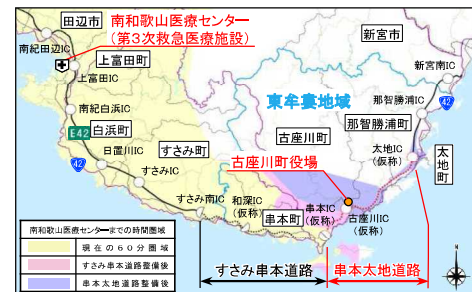 田辺市
南和歌山医療センター
（第３次救急医療施設）
南紀田辺IC
上富田町
上富田IC
新宮市
新宮南IC
42
那智勝浦IC
東牟婁地域
南紀白浜IC
E42
白浜町
那智勝浦町
日置川IC
すさみ町
古座川町
太地町
42
太地IC
（仮称）
すさみIC
古座川町役場
すさみ南IC
和深IC
（仮称）
串本IC
（仮称）
古座川IC
（仮称）
串本町
42
南和歌山医療センターまでの時間圏域
現在の６０分圏域
すさみ串本道路整備後
串本太地道路整備後
すさみ串本道路
串本太地道路